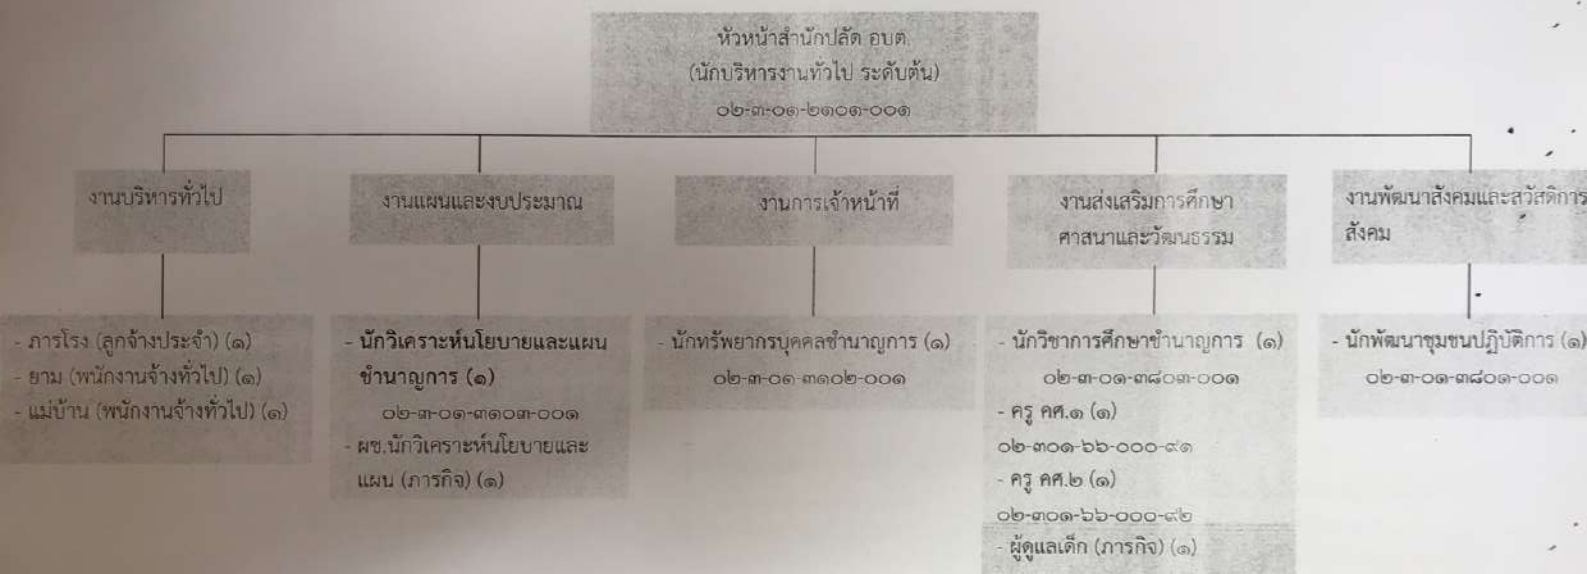 หัวหน้าสำนักปลัด อบต.
(นักบริหารงานทั่วไป ระดับต้น)
๐๒-๓-๐๑-๒๑๐๑-๐๐๑
งานบริหารทั่วไป
- ภารโรง (ลูกจ้างประจำ) (๑)
- ยาม (พนักงานจ้างทั่วไป) (๑)
- แม่บ้าน (พนักงานจ้างทั่วไป) (๑)
งานแผนและงบประมาณ
- นักวิเคราะห์นโยบายและแผน
ชำนาญการ (๑)
๐๒-๓-๐๑-๓๑๐๓-๐๐๑
- ผช.นักวิเคราะห์นโยบายและ
แผน (ภารกิจ) (๑)
งานการเจ้าหน้าที่
- นักทรัพยากรบุคคลชำนาญการ (๑)
๐๒-๓-๐๑-๓๑๐๒-๐๐๑
งานส่งเสริมการศึกษา
ศาสนาและวัฒนธรรม
- นักวิชาการศึกษาชำนาญการ (๑)
๐๒-๓-๐๑-๓๘๐๓-๐๐๑
- ครู คศ.๑ (๑)
๐๒-๓๐๑-๖๖-๐๐๐-๙๑
- ครู คศ.๒ (๑)
๐๒-๓๐๑-๖๖-๐๐๐-๙๒
- ผู้ดูแลเด็ก (ภารกิจ) (๑)
งานพัฒนาสังคมและสวัสดิการ
สังคม
- นักพัฒนาชุมชนปฏิบัติการ (๑)
๐๒-๓-๐๑-๓๘๐๑-๐๐๑